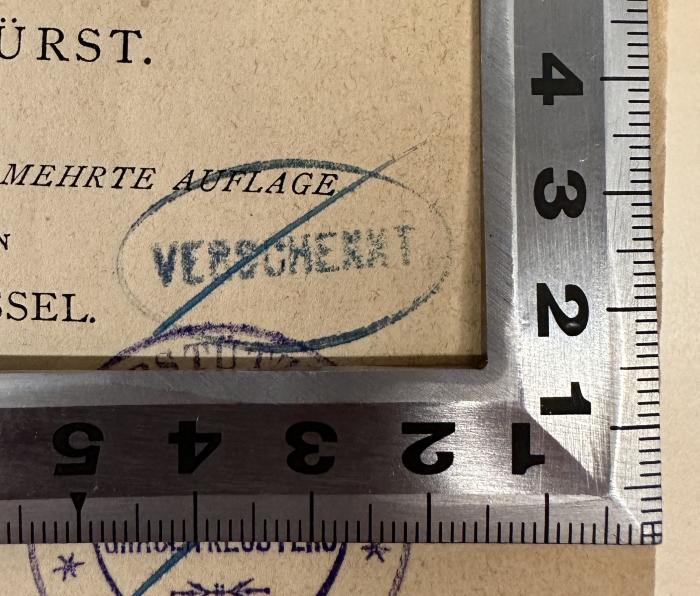 ÜRST.
MEHRTE AUFLAGE
N
VERSCHENKT
SSEL.
4
3
2
1
5 4 3 2 1